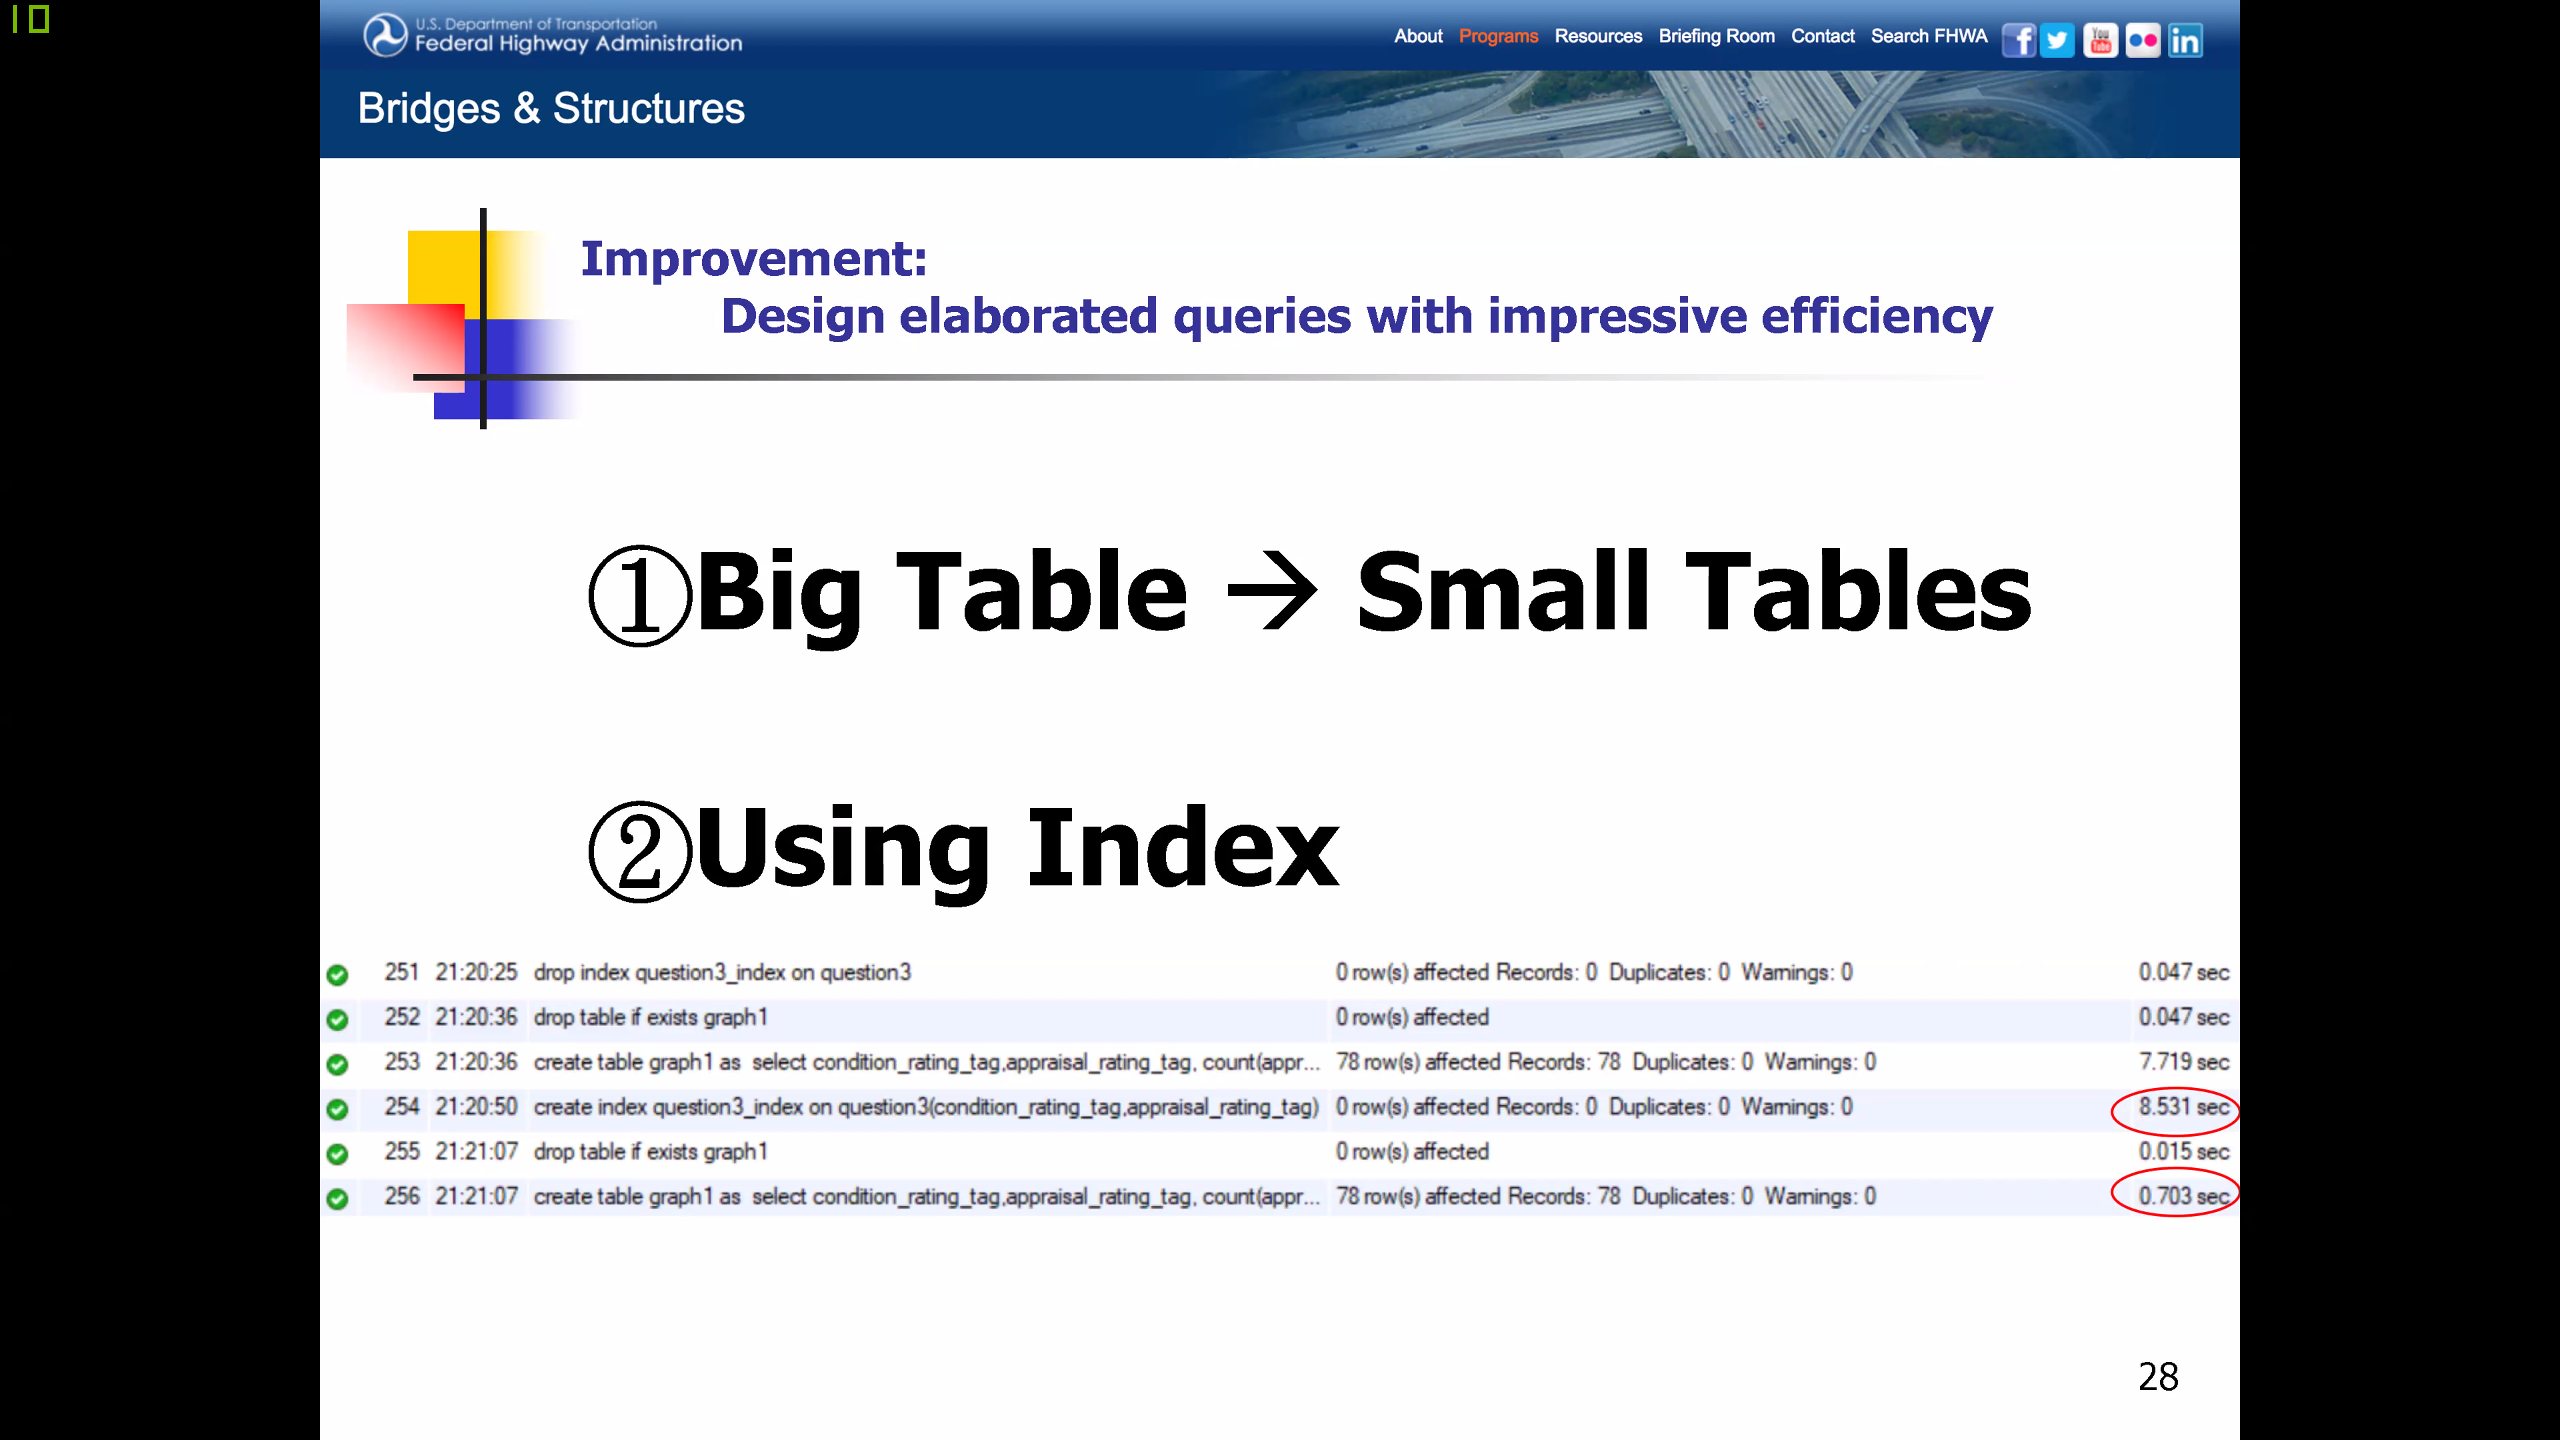 10
U.S. Department of Transportation
Federal Highway Administration
About Programs Resources Briefing Room Contact Search FHWA
f You Tube in
Bridges & Structures
Improvement:
Design elaborated queries with impressive efficiency
①Big Table → Small Tables
②Using Index
251 21:20:25 drop index question3_index on question3 0 row(s) affected Records: 0 Duplicates: 0 Warnings: 0 0.047 sec
252 21:20:36 drop table if exists graph1 0 row(s) affected 0.047 sec
253 21:20:36 create table graph1 as select condition_rating_tag,appraisal_rating_tag, count(appr... 78 row(s) affected Records: 78 Duplicates: 0 Warnings: 0 7.719 sec
254 21:20:50 create index question3_index on question3(condition_rating_tag,appraisal_rating_tag) 0 row(s) affected Records: 0 Duplicates: 0 Warnings: 0 8.531 sec
255 21:21:07 drop table if exists graph1 0 row(s) affected 0.015 sec
256 21:21:07 create table graph1 as select condition_rating_tag,appraisal_rating_tag, count(appr... 78 row(s) affected Records: 78 Duplicates: 0 Warnings: 0 0.703 sec
28